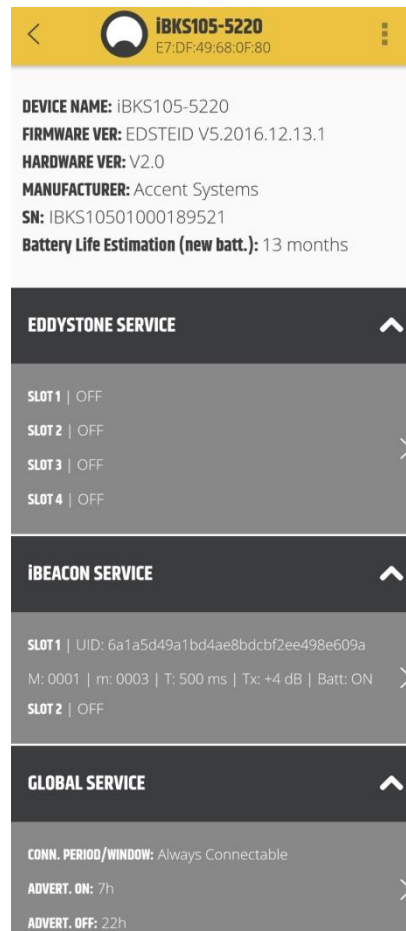 iBKS105-5220
E7:DF:49:68:0F:80
DEVICE NAME: iBKS105-5220
FIRMWARE VER: EDSTEID V5.2016.12.13.1
HARDWARE VER: V2.0
MANUFACTURER: Accent Systems
SN: IBKS10501000189521
Battery Life Estimation (new batt.): 13 months
EDDYSTONE SERVICE
SLOT 1 | OFF
SLOT 2 | OFF
SLOT 3 | OFF
SLOT 4 | OFF
iBEACON SERVICE
SLOT 1 | UID: 6a1a5d49a1bd4ae8bdcbf2ee498e609a
M: 0001 | m: 0003 | T: 500 ms | Tx: +4 dB | Batt: ON
SLOT 2 | OFF
GLOBAL SERVICE
CONN. PERIOD/WINDOW: Always Connectable
ADVERT. ON: 7h
ADVERT. OFF: 22h